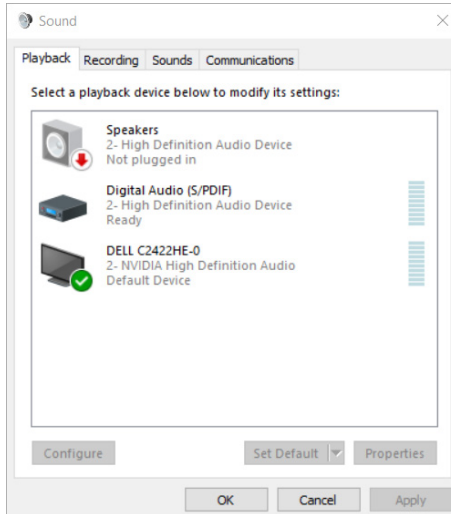 Sound
Playback Recording Sounds Communications
Select a playback device below to modify its settings:
Speakers
2- High Definition Audio Device
Not plugged in
Digital Audio (S/PDIF)
2- High Definition Audio Device
Ready
DELL C2422HE-0
2- NVIDIA High Definition Audio
Default Device
Configure Set Default Properties
OK Cancel Apply